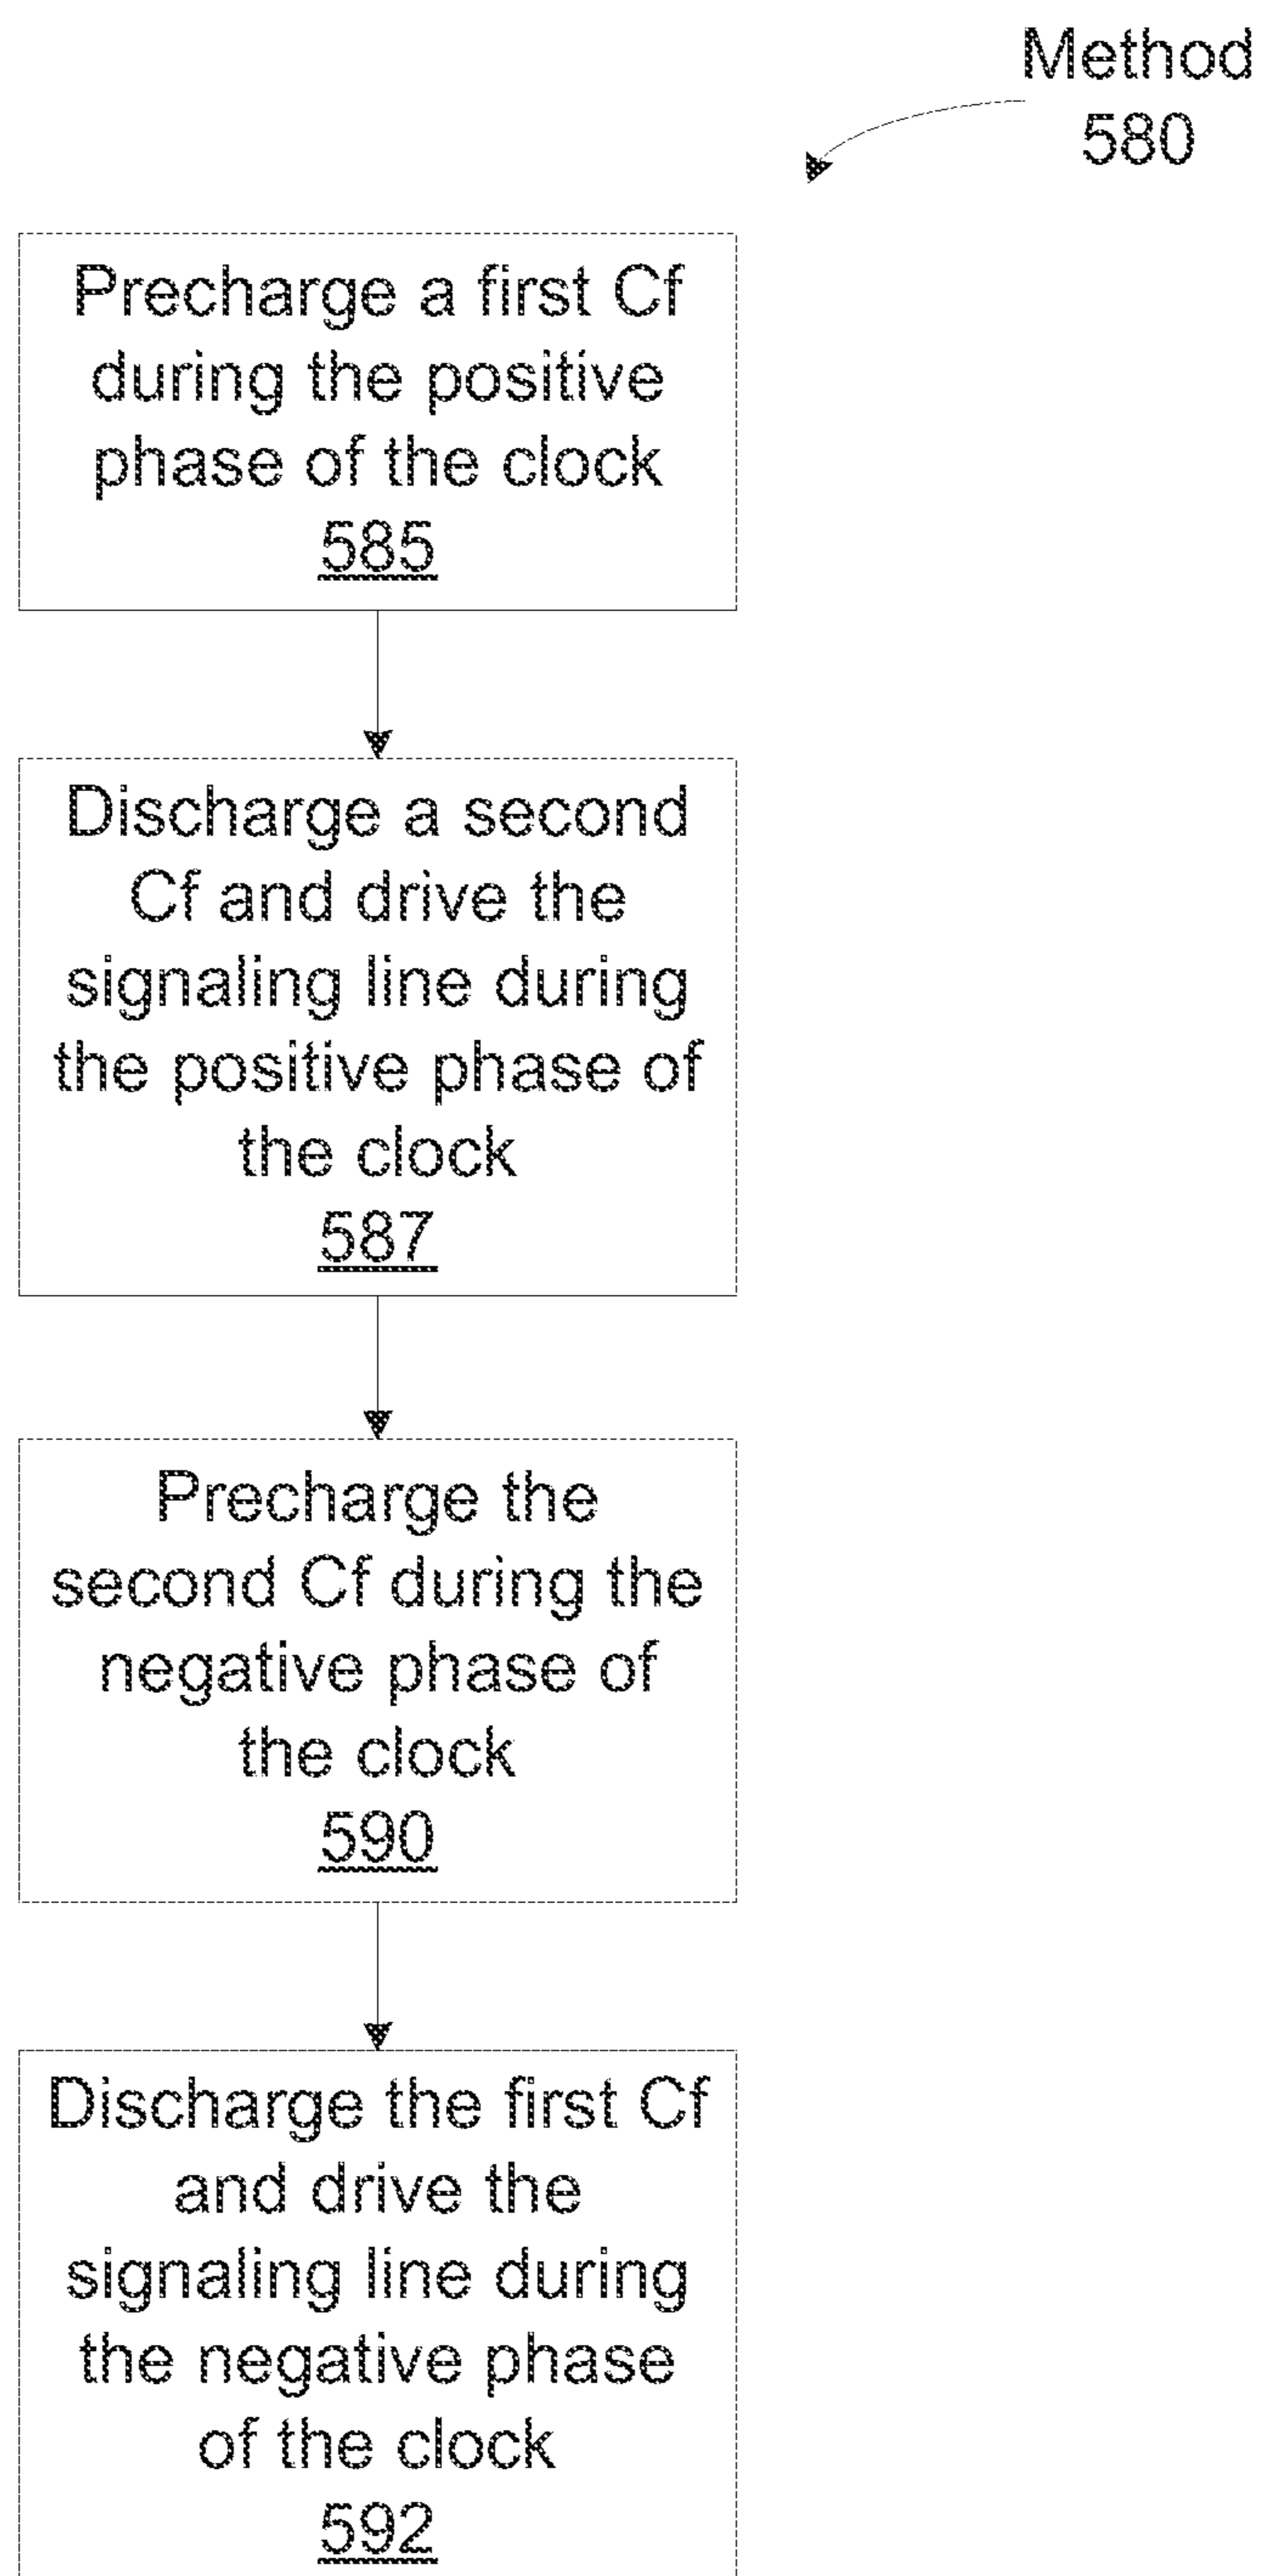 Method
580
Precharge a first Cf
during the positive
phase of the clock
585
Discharge a second
Cf and drive the
signaling line during
the positive phase of
the clock
587
Precharge the
second Cf during the
negative phase of
the clock
590
Discharge the first Cf
and drive the
signaling line during
the negative phase
of the clock
592